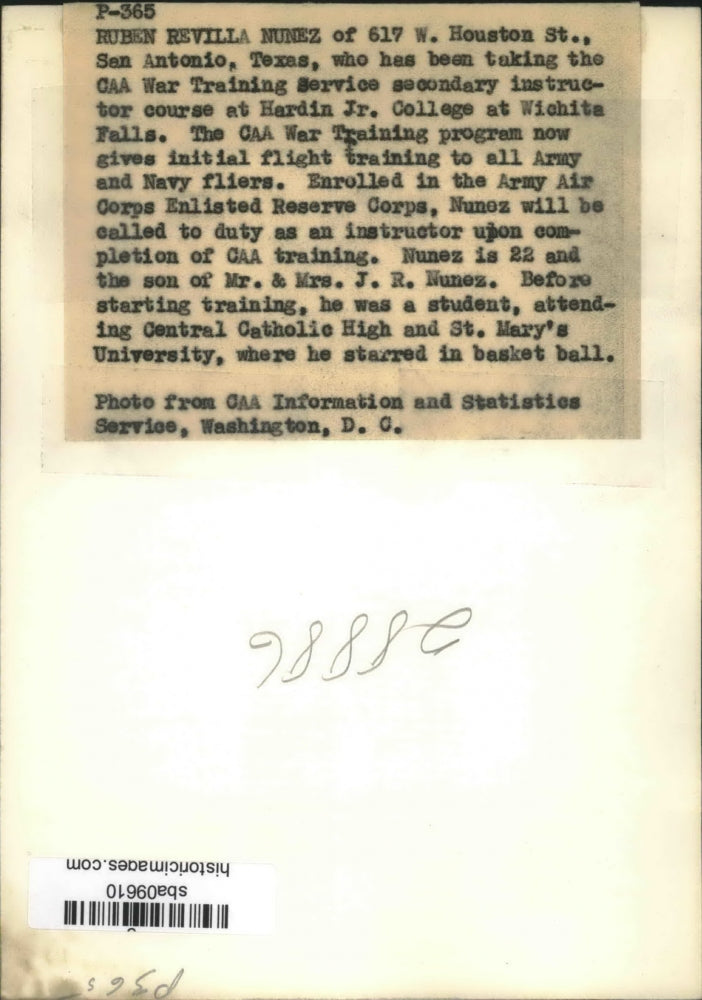 P-365
RUBEN REVILLA NUNEZ of 617 W. Houston St.,
San Antonio, Texas, who has been taking the
CAA War Training Service secondary instruc-
tor course at Hardin Jr. College at Wichita
Falls. The CAA War Training program now
gives initial flight training to all Army
and Navy fliers. Enrolled in the Army Air
Corps Enlisted Reserve Corps, Nunez will be
called to duty as an instructor upon com-
pletion of CAA training. Nunez is 22 and
the son of Mr. & Mrs. J. R. Nunez. Before
starting training, he was a student, attend-
ing Central Catholic High and St. Mary's
University, where he starred in basket ball.
Photo from CAA Information and Statistics
Service, Washington, D. C.
28886
historicimages.com
sba09610